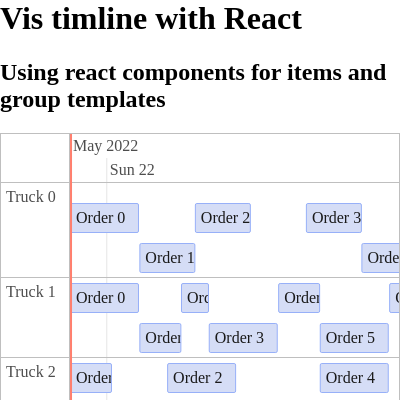 Vis timline with React
Using react components for items and
group templates
May 2022
Sun 22
Truck 0
Order 0
Order 2
Order 3
Order 1
Orde
Truck 1
Order 0
Orc
Order
Order
Order 3
Order 5
Truck 2
Order
Order 2
Order 4